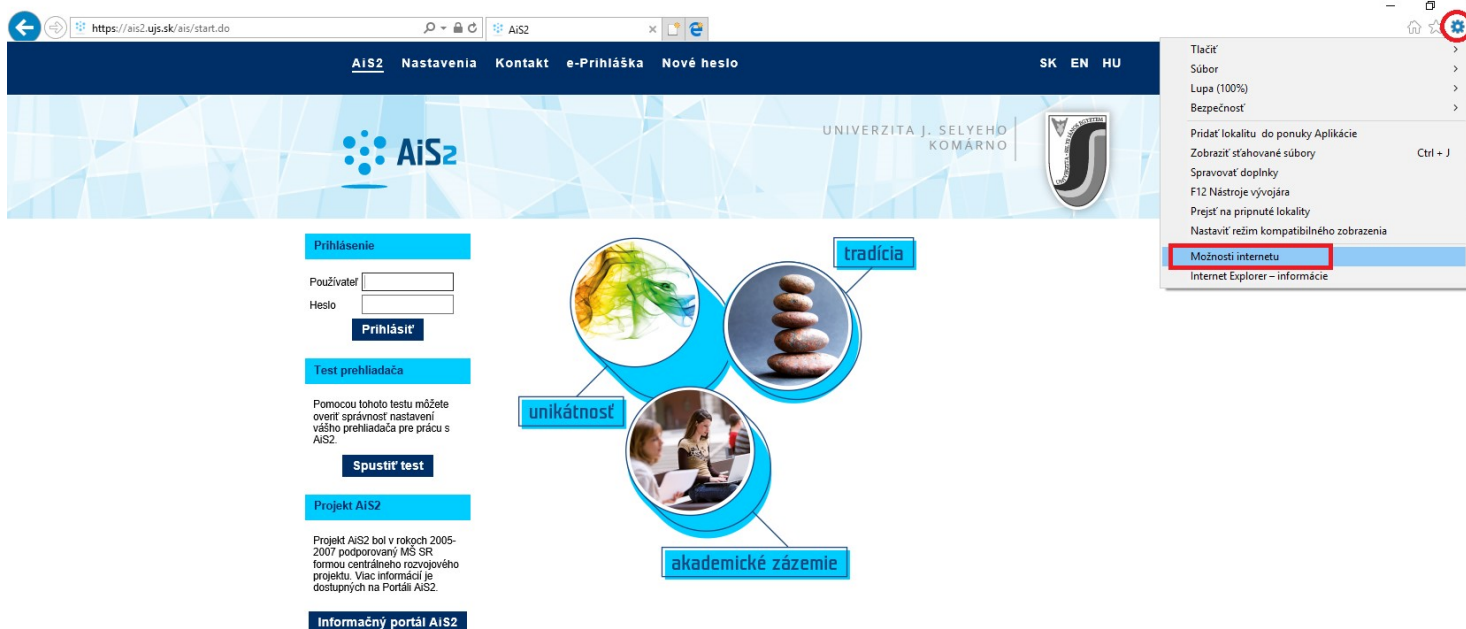 https://ais2.ujs.sk/ais/start.do
AiS2
AiS2 Nastavenia Kontakt e-Prihláška Nové heslo
SK EN HU
AiS2
UNIVERZITA J. SELYEHO
KOMÁRNO
Tlačiť
Súbor
Lupa (100%)
Bezpečnosť
Pridať lokalitu do ponuky Aplikácie
Zobraziť sťahované súbory Ctrl + J
Spravovať doplnky
F12 Nástroje vývojára
Prejsť na pripnuté lokality
Nastaviť režim kompatibilného zobrazenia
Možnosti internetu
Internet Explorer – informácie
Prihlásenie
Používateľ
Heslo
Prihlásiť
Test prehliadača
Pomocou tohoto testu môžete
overiť správnosť nastavení
vášho prehliadača pre prácu s
AiS2.
Spustiť test
Projekt AiS2
Projekt AiS2 bol v rokoch 2005-
2007 podporovaný MŠ SR
formou centrálneho rozvojového
projektu. Viac informácií je
dostupných na Portáli AiS2.
Informačný portál AiS2
tradícia
unikátnosť
akademické zázemie